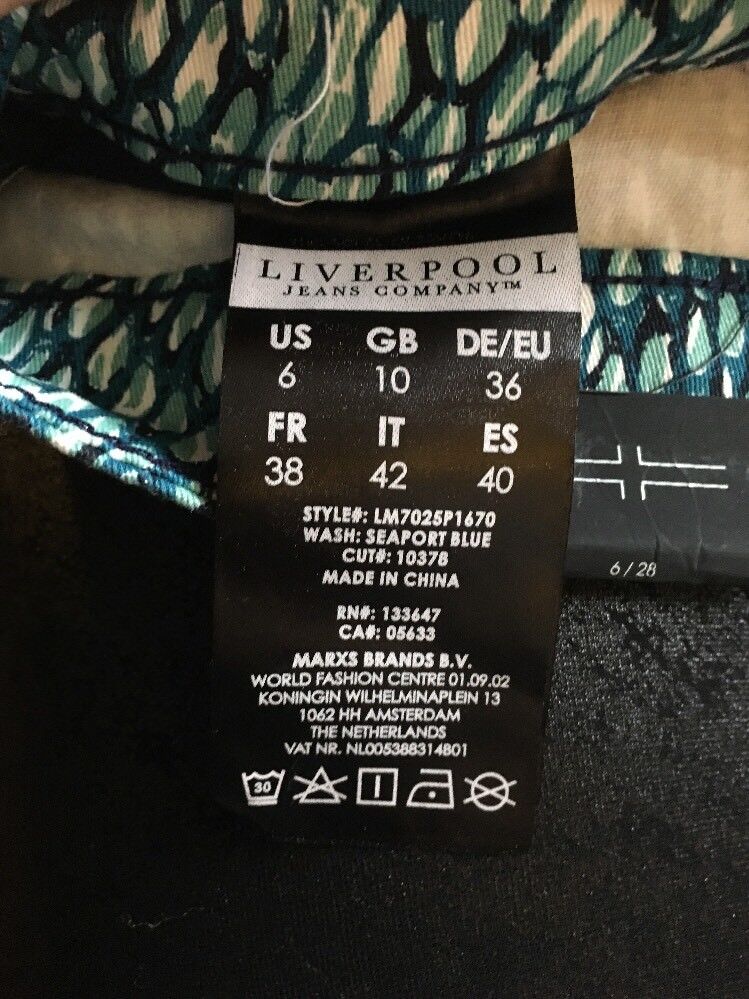 LIVERPOOL
JEANS COMPANY™
US GB DE/EU
6 10 36
FR IT ES
38 42 40
STYLE#: LM7025P1670
WASH: SEAPORT BLUE
CUT#: 10378
MADE IN CHINA
RN#: 133647
CA#: 05633
MARXS BRANDS B.V.
WORLD FASHION CENTRE 01.09.02
KONINGIN WILHELMINAPLEIN 13
1062 HH AMSTERDAM
THE NETHERLANDS
VAT NR. NL005388314B01
30
6 / 28